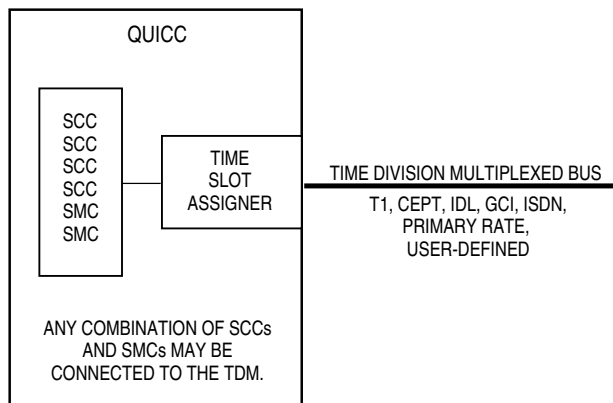 QUICC
SCC
SCC
SCC
SCC
SMC
SMC
TIME
SLOT
ASSIGNER
TIME DIVISION MULTIPLEXED BUS
T1, CEPT, IDL, GCI, ISDN,
PRIMARY RATE,
USER-DEFINED
ANY COMBINATION OF SCCs
AND SMCs MAY BE
CONNECTED TO THE TDM.